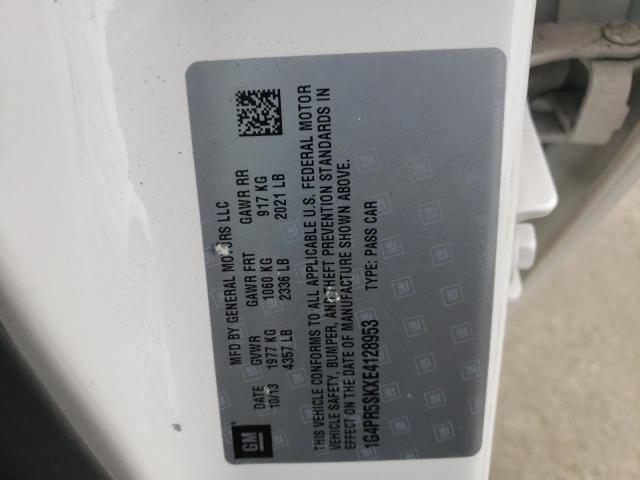 GM
MFD BY GENERAL MOTORS LLC
DATE GVWR GAWR FRT GAWR RR
10/13 1977 KG 1060 KG 917 KG
4357 LB 2336 LB 2021 LB
THIS VEHICLE CONFORMS TO ALL APPLICABLE U.S. FEDERAL MOTOR
VEHICLE SAFETY, BUMPER, AND THEFT PREVENTION STANDARDS IN
EFFECT ON THE DATE OF MANUFACTURE SHOWN ABOVE.
1G4PR5SKXE4128953 TYPE: PASS CAR